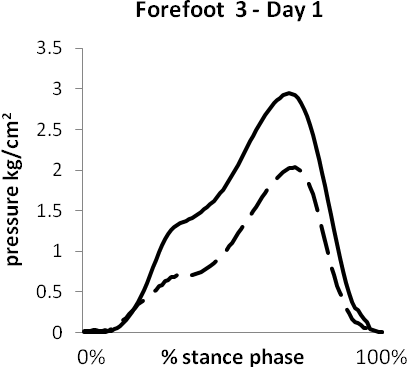 Forefoot 3 - Day 1
pressure kg/cm²
3.5
3
2.5
2
1.5
1
0.5
0
0% % stance phase 100%